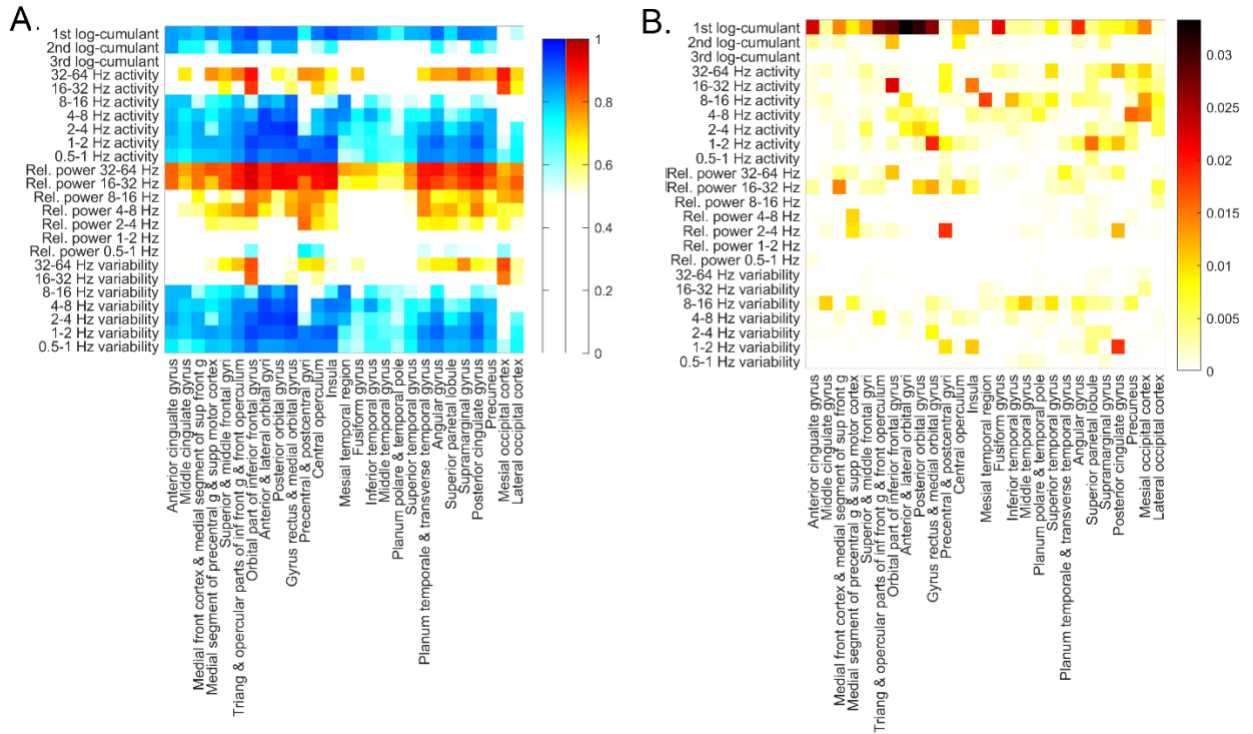 A.
1st log-cumulant
2nd log-cumulant
3rd log-cumulant
32-64 Hz activity
16-32 Hz activity
8-16 Hz activity
4-8 Hz activity
2-4 Hz activity
1-2 Hz activity
0.5-1 Hz activity
Rel. power 32-64 Hz
Rel. power 16-32 Hz
Rel. power 8-16 Hz
Rel. power 4-8 Hz
Rel. power 2-4 Hz
Rel. power 1-2 Hz
Rel. power 0.5-1 Hz
32-64 Hz variability
16-32 Hz variability
8-16 Hz variability
4-8 Hz variability
2-4 Hz variability
1-2 Hz variability
0.5-1 Hz variability
1
0.8
0.6
0.4
0.2
0
Anterior cingualte gyrus
Middle cingulate gyrus
Medial front cortex & medial segment of sup front g
Medial segment of precentral g & supp motor cortex
Superior & middle frontal gyri
Triang & opercular parts of inf front g & front operculum
Orbital part of inferior frontal gyrus
Anterior & lateral orbital gyri
Posterior orbital gyrus
Gyrus rectus & medial orbital gyrus
Precentral & postcentral gyri
Central operculum
Insula
Mesial temporal region
Fusiform gyrus
Inferior temporal gyrus
Middle temporal gyrus
Planum polare & temporal pole
Superior temporal gyrus
Planum temporale & transverse temporal gyrus
Angular gyrus
Superior parietal lobule
Supramarginal gyrus
Posterior cingulate gyrus
Precuneus
Mesial occipital cortex
Lateral occipital cortex
B.
1st log-cumulant
2nd log-cumulant
3rd log-cumulant
32-64 Hz activity
16-32 Hz activity
8-16 Hz activity
4-8 Hz activity
2-4 Hz activity
1-2 Hz activity
0.5-1 Hz activity
Rel. power 32-64 Hz
Rel. power 16-32 Hz
Rel. power 8-16 Hz
Rel. power 4-8 Hz
Rel. power 2-4 Hz
Rel. power 1-2 Hz
Rel. power 0.5-1 Hz
32-64 Hz variability
16-32 Hz variability
8-16 Hz variability
4-8 Hz variability
2-4 Hz variability
1-2 Hz variability
0.5-1 Hz variability
0.03
0.025
0.02
0.015
0.01
0.005
0
Anterior cingualte gyrus
Middle cingulate gyrus
Medial front cortex & medial segment of sup front g
Medial segment of precentral g & supp motor cortex
Superior & middle frontal gyri
Triang & opercular parts of inf front g & front operculum
Orbital part of inferior frontal gyrus
Anterior & lateral orbital gyri
Posterior orbital gyrus
Gyrus rectus & medial orbital gyrus
Precentral & postcentral gyri
Central operculum
Insula
Mesial temporal region
Fusiform gyrus
Inferior temporal gyrus
Middle temporal gyrus
Planum polare & temporal pole
Superior temporal gyrus
Planum temporale & transverse temporal gyrus
Angular gyrus
Superior parietal lobule
Supramarginal gyrus
Posterior cingulate gyrus
Precuneus
Mesial occipital cortex
Lateral occipital cortex